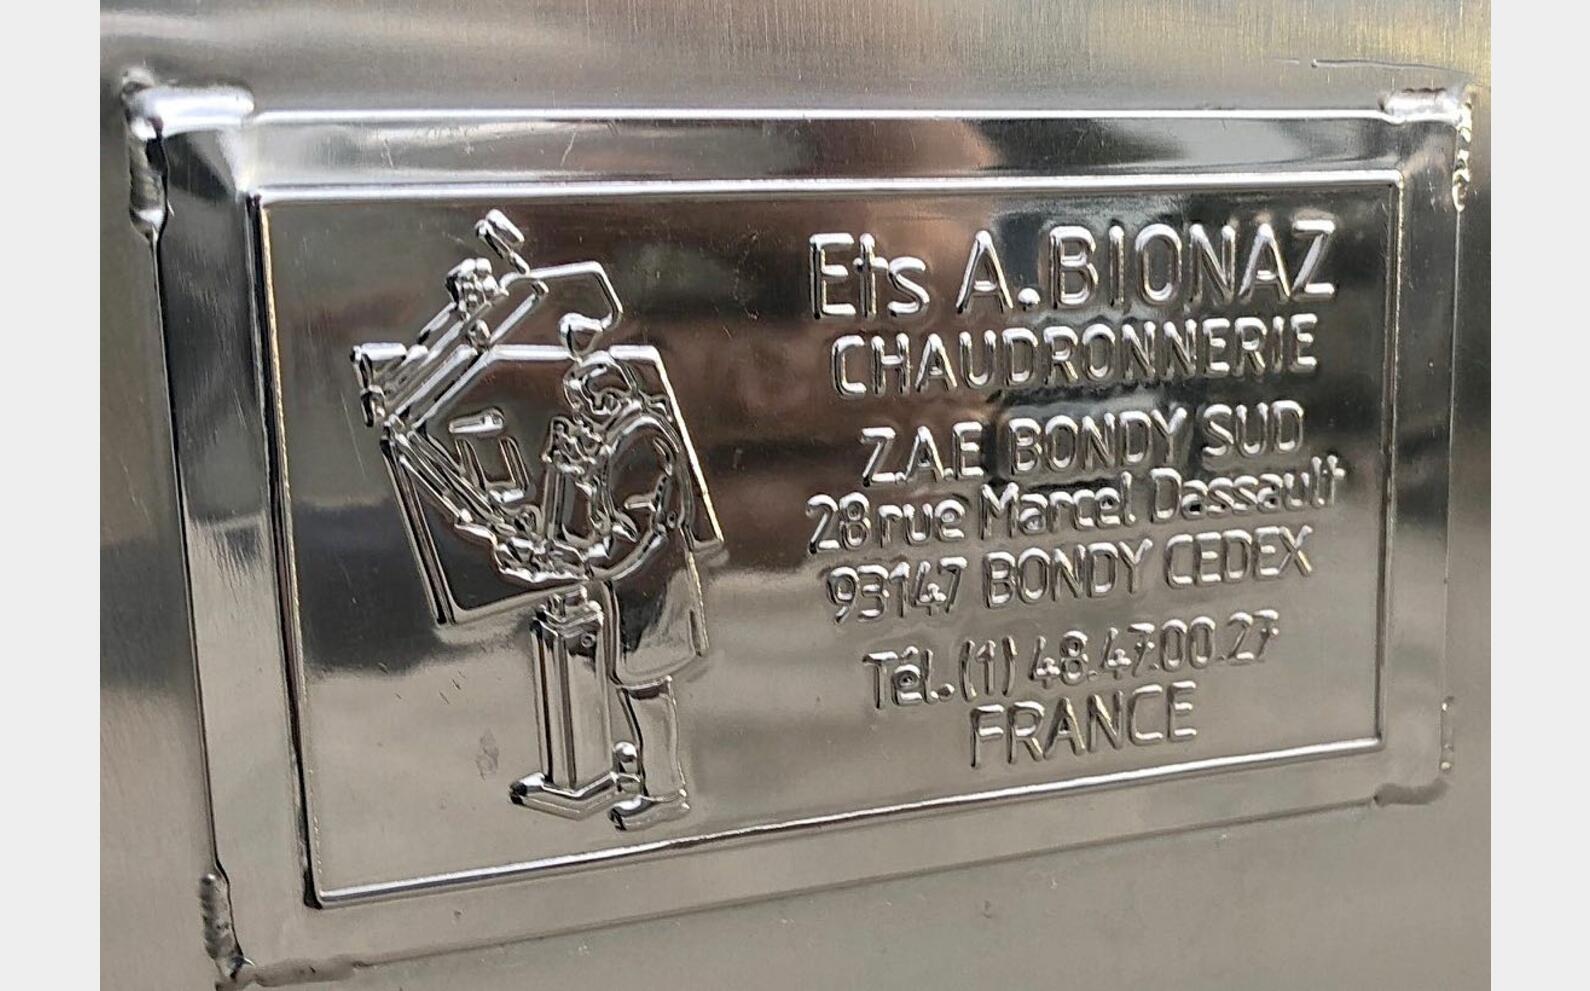 Ets A.BIONAZ
CHAUDRONNERIE
Z.A.E BONDY SUD
28 rue Marcel Dassault
93147 BONDY CEDEX
Tél.(1) 48.47.00.27
FRANCE